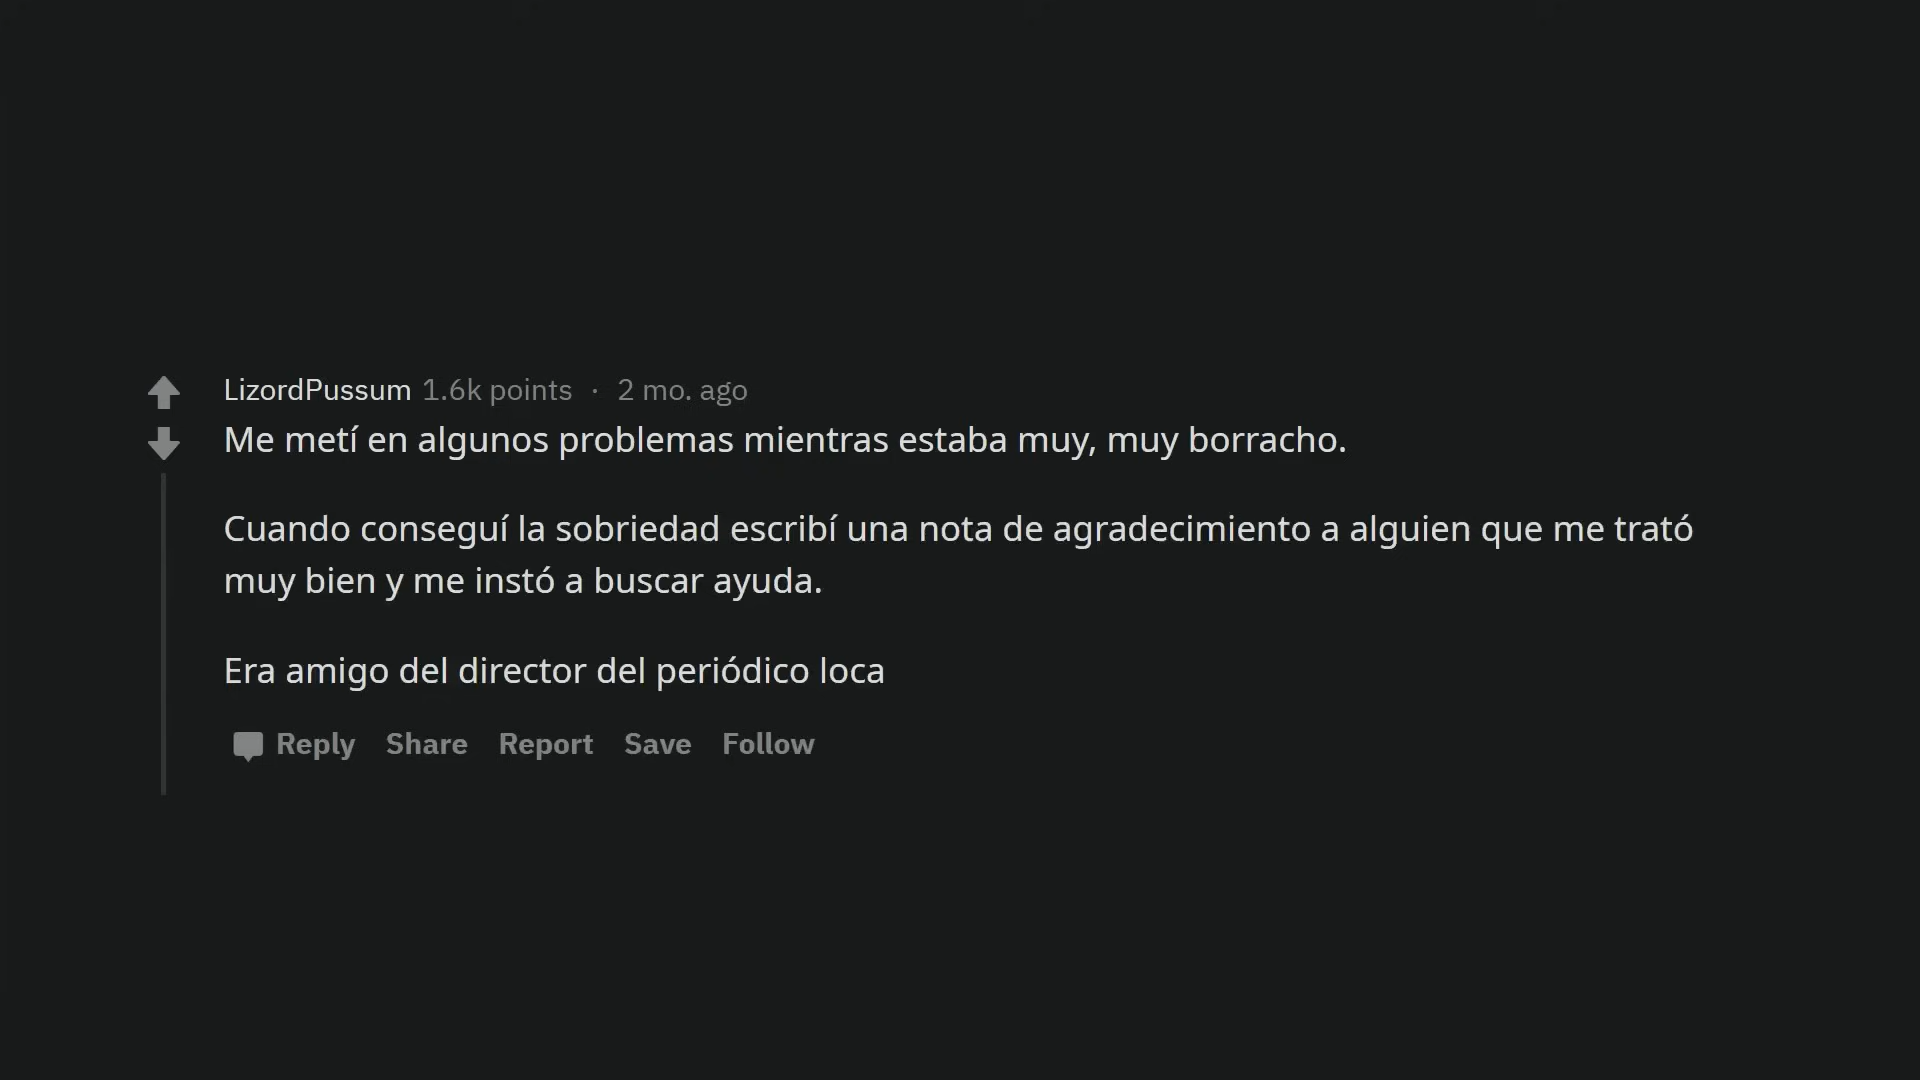 LizordPussum 1.6k points · 2 mo. ago
Me metí en algunos problemas mientras estaba muy, muy borracho.
Cuando conseguí la sobriedad escribí una nota de agradecimiento a alguien que me trató
muy bien y me instó a buscar ayuda.
Era amigo del director del periódico loca
Reply Share Report Save Follow